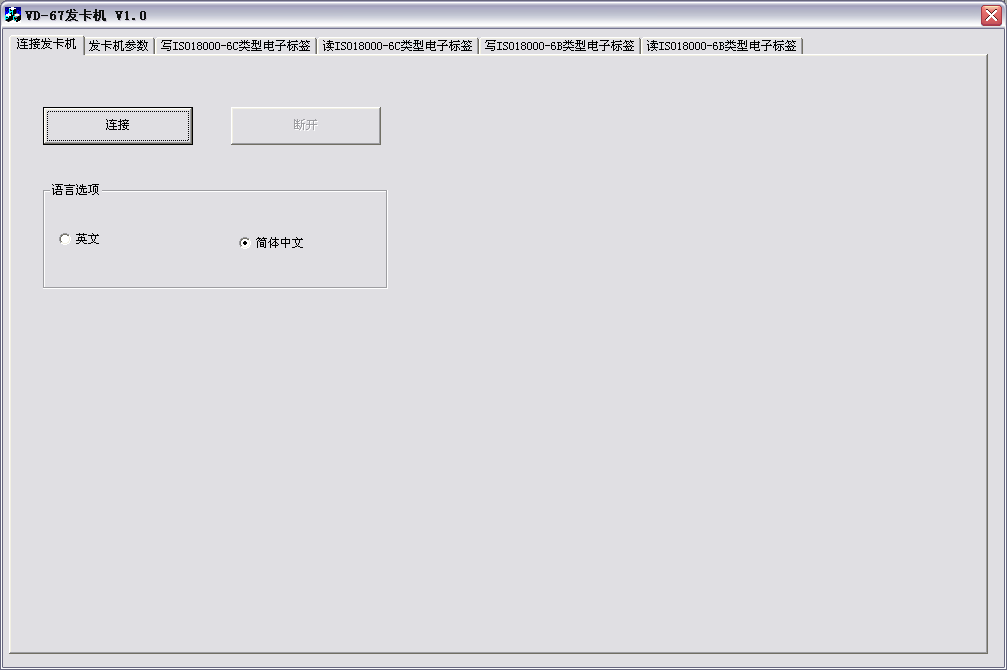 VD-67发卡机 V1.0
连接发卡机 发卡机参数 写ISO18000-6C类型电子标签 读ISO18000-6C类型电子标签 写ISO18000-6B类型电子标签 读ISO18000-6B类型电子标签
连接 断开
语言选项
英文 简体中文